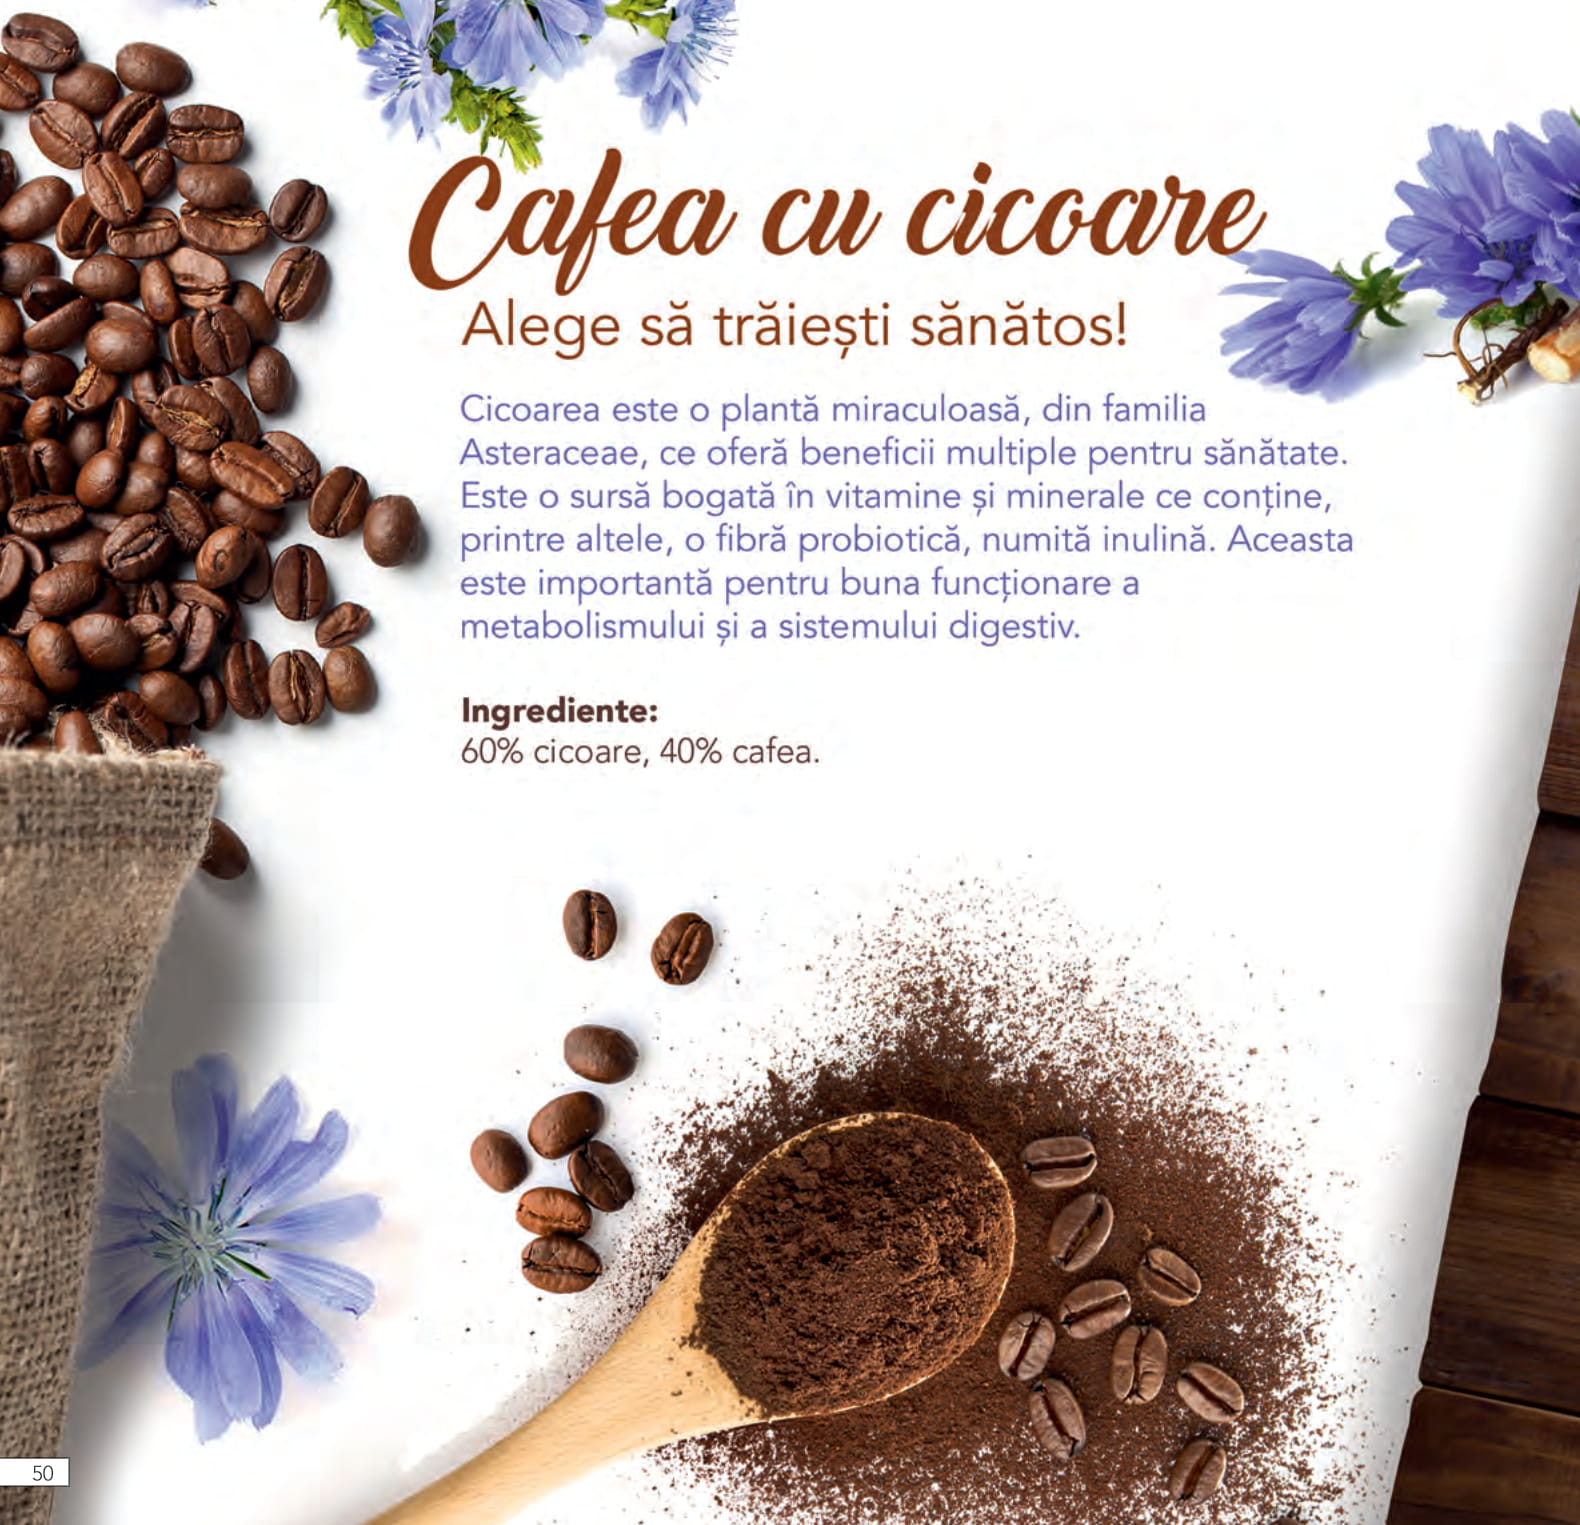 Cafea cu cicoare
Alege să trăiești sănătos!
Cicoarea este o plantă miraculoasă, din familia
Asteraceae, ce oferă beneficii multiple pentru sănătate.
Este o sursă bogată în vitamine și minerale ce conține,
printre altele, o fibră probiotică, numită inulină. Aceasta
este importantă pentru buna funcționare a
metabolismului și a sistemului digestiv.
Ingrediente:
60% cicoare, 40% cafea.
50